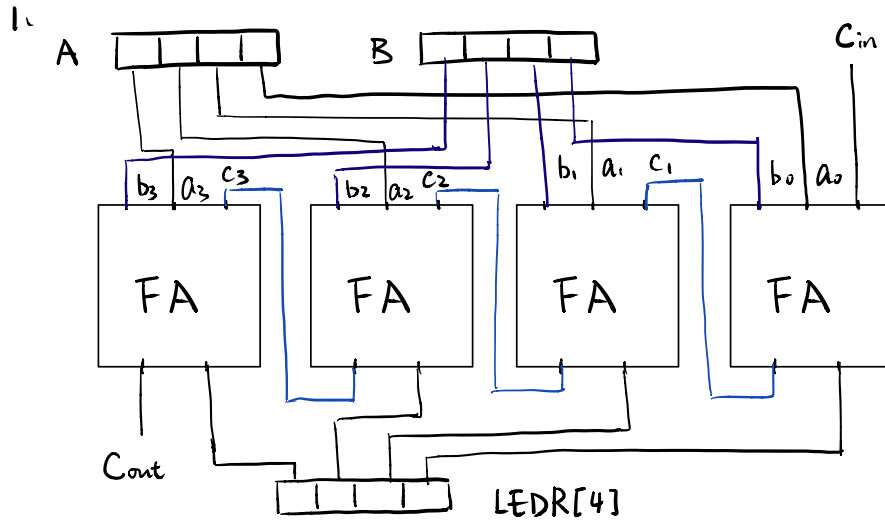 1.
A
B
Cin
b3 a3 c3
b2 a2 c2
b1 a1 c1
b0 a0
FA
FA
FA
FA
Cout
LEDR[4]